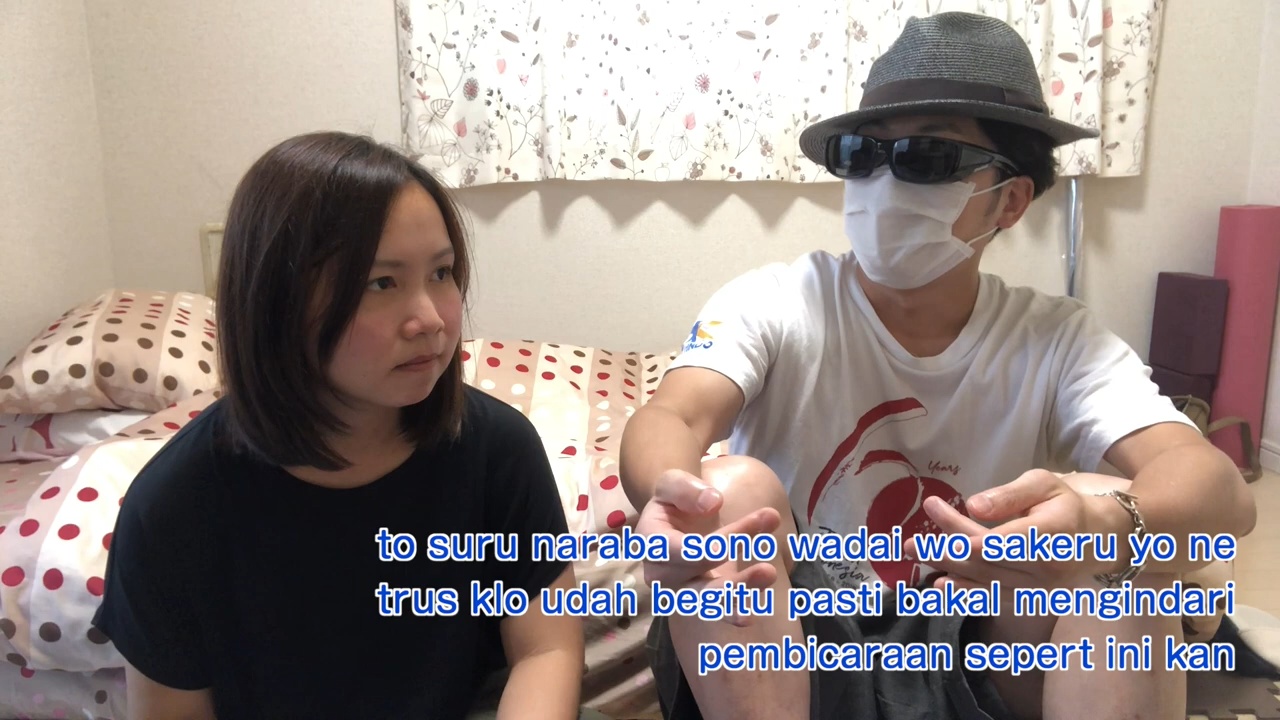 Years
to suru naraba sono wadai wo sakeru yo ne
trus klo udah begitu pasti bakal mengindari
pembicaraan sepert ini kan